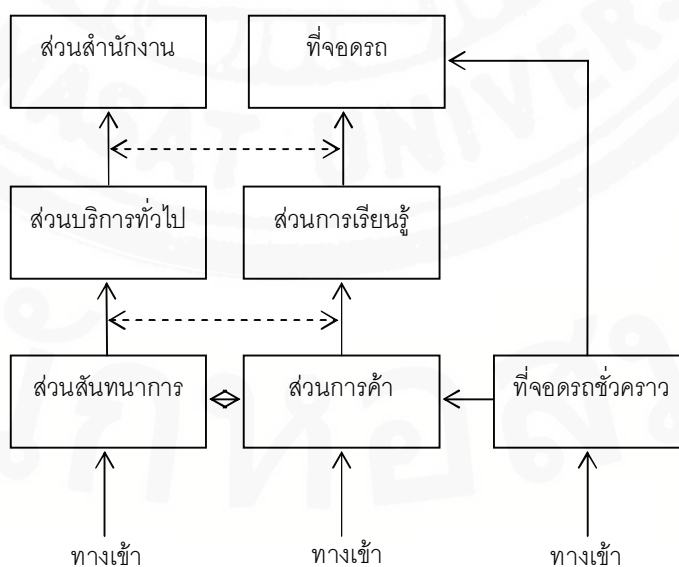 ส่วนสำนักงาน
ที่จอดรถ
ส่วนบริการทั่วไป
ส่วนการเรียนรู้
ส่วนสันทนาการ
ส่วนการค้า
ที่จอดรถชั่วคราว
ทางเข้า
ทางเข้า
ทางเข้า